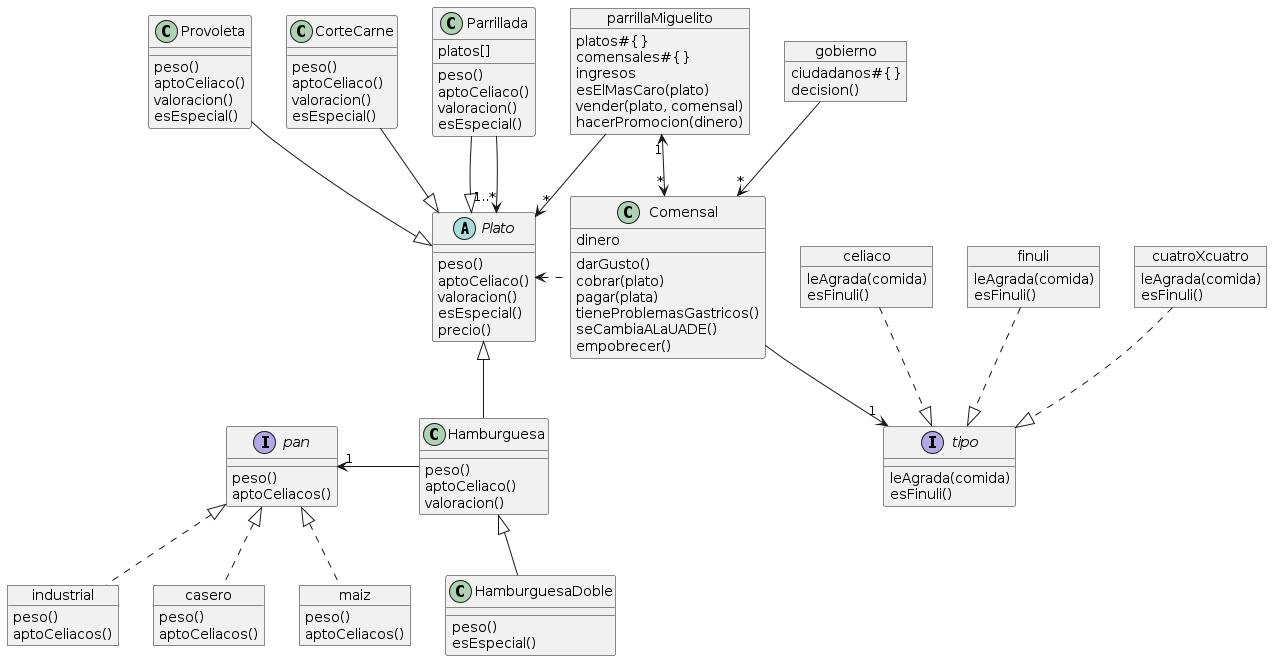 C Provoleta
peso()
aptoCeliaco()
valoracion()
esEspecial()
C CorteCarne
peso()
aptoCeliaco()
valoracion()
esEspecial()
C Parrillada
platos[]
peso()
aptoCeliaco()
valoracion()
esEspecial()
parrillaMiguelito
platos#{ }
comensales#{ }
ingresos
esElMasCaro(plato)
vender(plato, comensal)
hacerPromocion(dinero)
gobierno
ciudadanos#{ }
decision()
1..*
*
1
*
*
A Plato
peso()
aptoCeliaco()
valoracion()
esEspecial()
precio()
C Comensal
dinero
darGusto()
cobrar(plato)
pagar(plata)
tieneProblemasGastricos()
seCambiaALaUADE()
empobrecer()
celiaco
leAgrada(comida)
esFinuli()
finuli
leAgrada(comida)
esFinuli()
cuatroXcuatro
leAgrada(comida)
esFinuli()
1
I pan
peso()
aptoCeliacos()
1
C Hamburguesa
peso()
aptoCeliaco()
valoracion()
I tipo
leAgrada(comida)
esFinuli()
industrial
peso()
aptoCeliacos()
casero
peso()
aptoCeliacos()
maiz
peso()
aptoCeliacos()
C HamburguesaDoble
peso()
esEspecial()